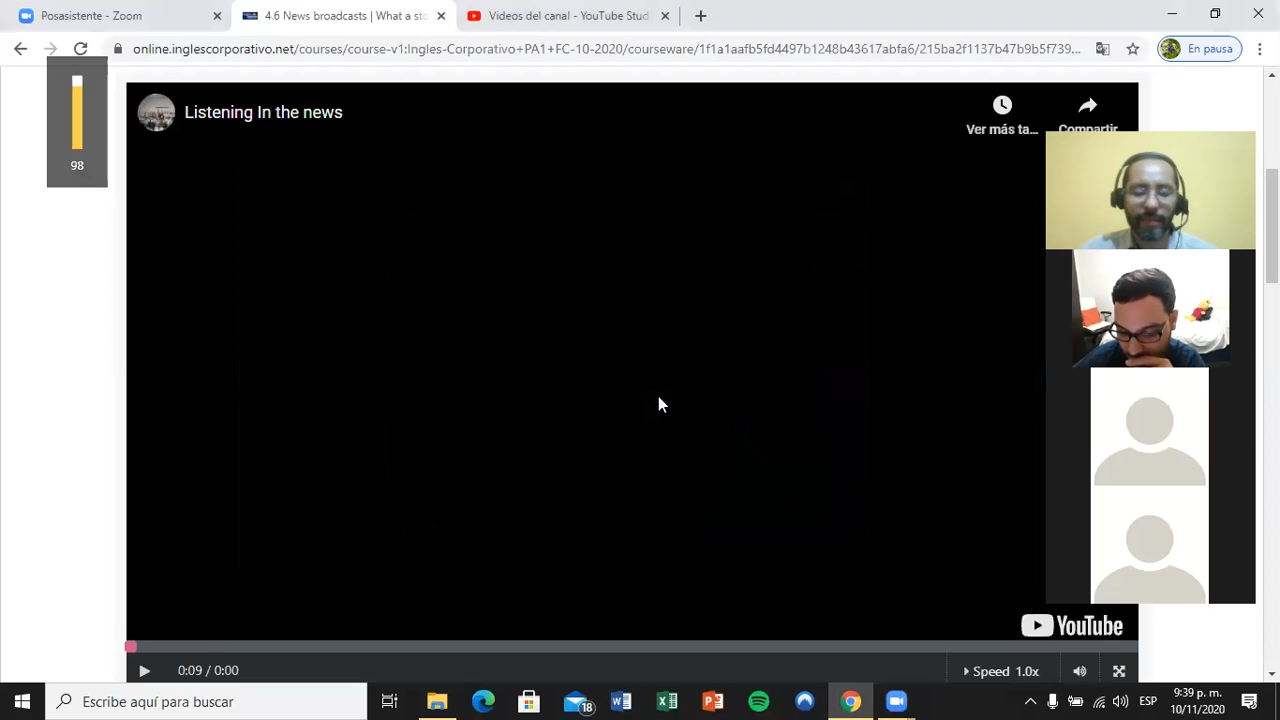 Posasistente - Zoom
4.6 News broadcasts | What a sto
Videos del canal - YouTube Stud
online.inglescorporativo.net/courses/course-v1:Ingles-Corporativo+PA1+FC-10-2020/courseware/1f1a1aafb5fd4497b1248b43617abfa6/215ba2f1137b47b9b5f739...
En pausa
98
Listening In the news
Ver más ta...
Compartir
YouTube
0:09 / 0:00
Speed 1.0x
Escribe aquí para buscar
18
ESP
9:39 p. m.
10/11/2020